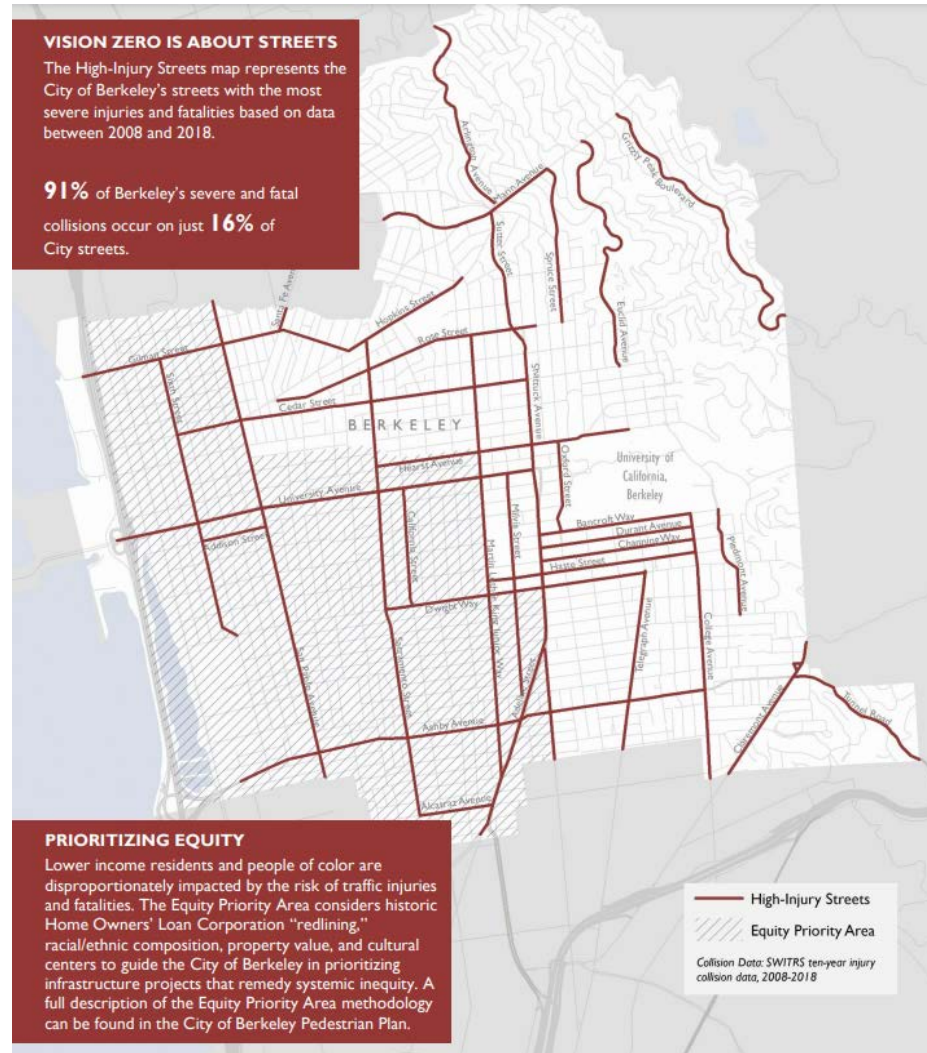 VISION ZERO IS ABOUT STREETS
The High-Injury Streets map represents the
City of Berkeley's streets with the most
severe injuries and fatalities based on data
between 2008 and 2018.
91% of Berkeley's severe and fatal
collisions occur on just 16% of
City streets.
Arlington Avenue
Marin Avenue
Grizzly Peak Boulevard
Sutter Street
Spruce Street
Euclid Avenue
Santa Fe Aven
Hopkins Street
Rose Street
Gilman Street
Sixth Street
Cedar Street
Shattuck Avenue
BERKELEY
Hearst Avenue
Oxford Street
University of
California,
Berkeley
University Avenue
California Street
Milvia Street
Addison Street
Bancroft Way
Durant Avenue
Channing Way
Haste Street
Piedmont Avenue
Martin Luther King Junior Way
Dwight Way
Telegraph Avenue
College Avenue
San Pablo Avenue
Sacramento Street
Adeline Street
Ashby Avenue
Claremont Avenue
Tunnel Road
Alcatraz Avenue
PRIORITIZING EQUITY
Lower income residents and people of color are
disproportionately impacted by the risk of traffic injuries
and fatalities. The Equity Priority Area considers historic
Home Owners' Loan Corporation "redlining,"
racial/ethnic composition, property value, and cultural
centers to guide the City of Berkeley in prioritizing
infrastructure projects that remedy systemic inequity. A
full description of the Equity Priority Area methodology
can be found in the City of Berkeley Pedestrian Plan.
High-Injury Streets
Equity Priority Area
Collision Data: SWITRS ten-year injury
collision data, 2008-2018